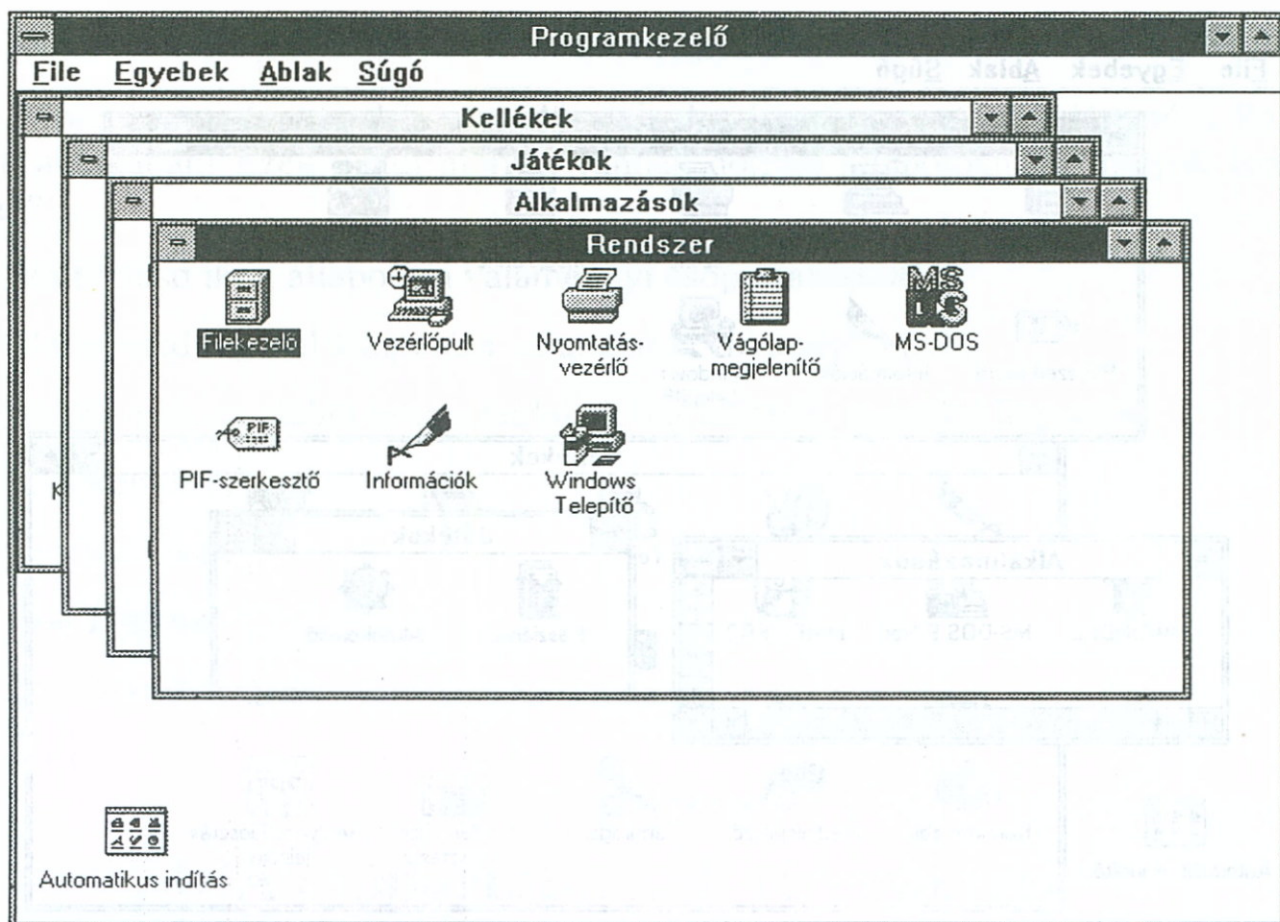 Programkezelő
File Egyebek Ablak Súgó
Kellékek
Játékok
Alkalmazások
Rendszer
Filekezelő
Vezérlőpult
Nyomtatás-
vezérlő
Vágólap-
megjelenítő
MS-DOS
PIF-szerkesztő
Információk
Windows
Telepítő
K
Automatikus indítás